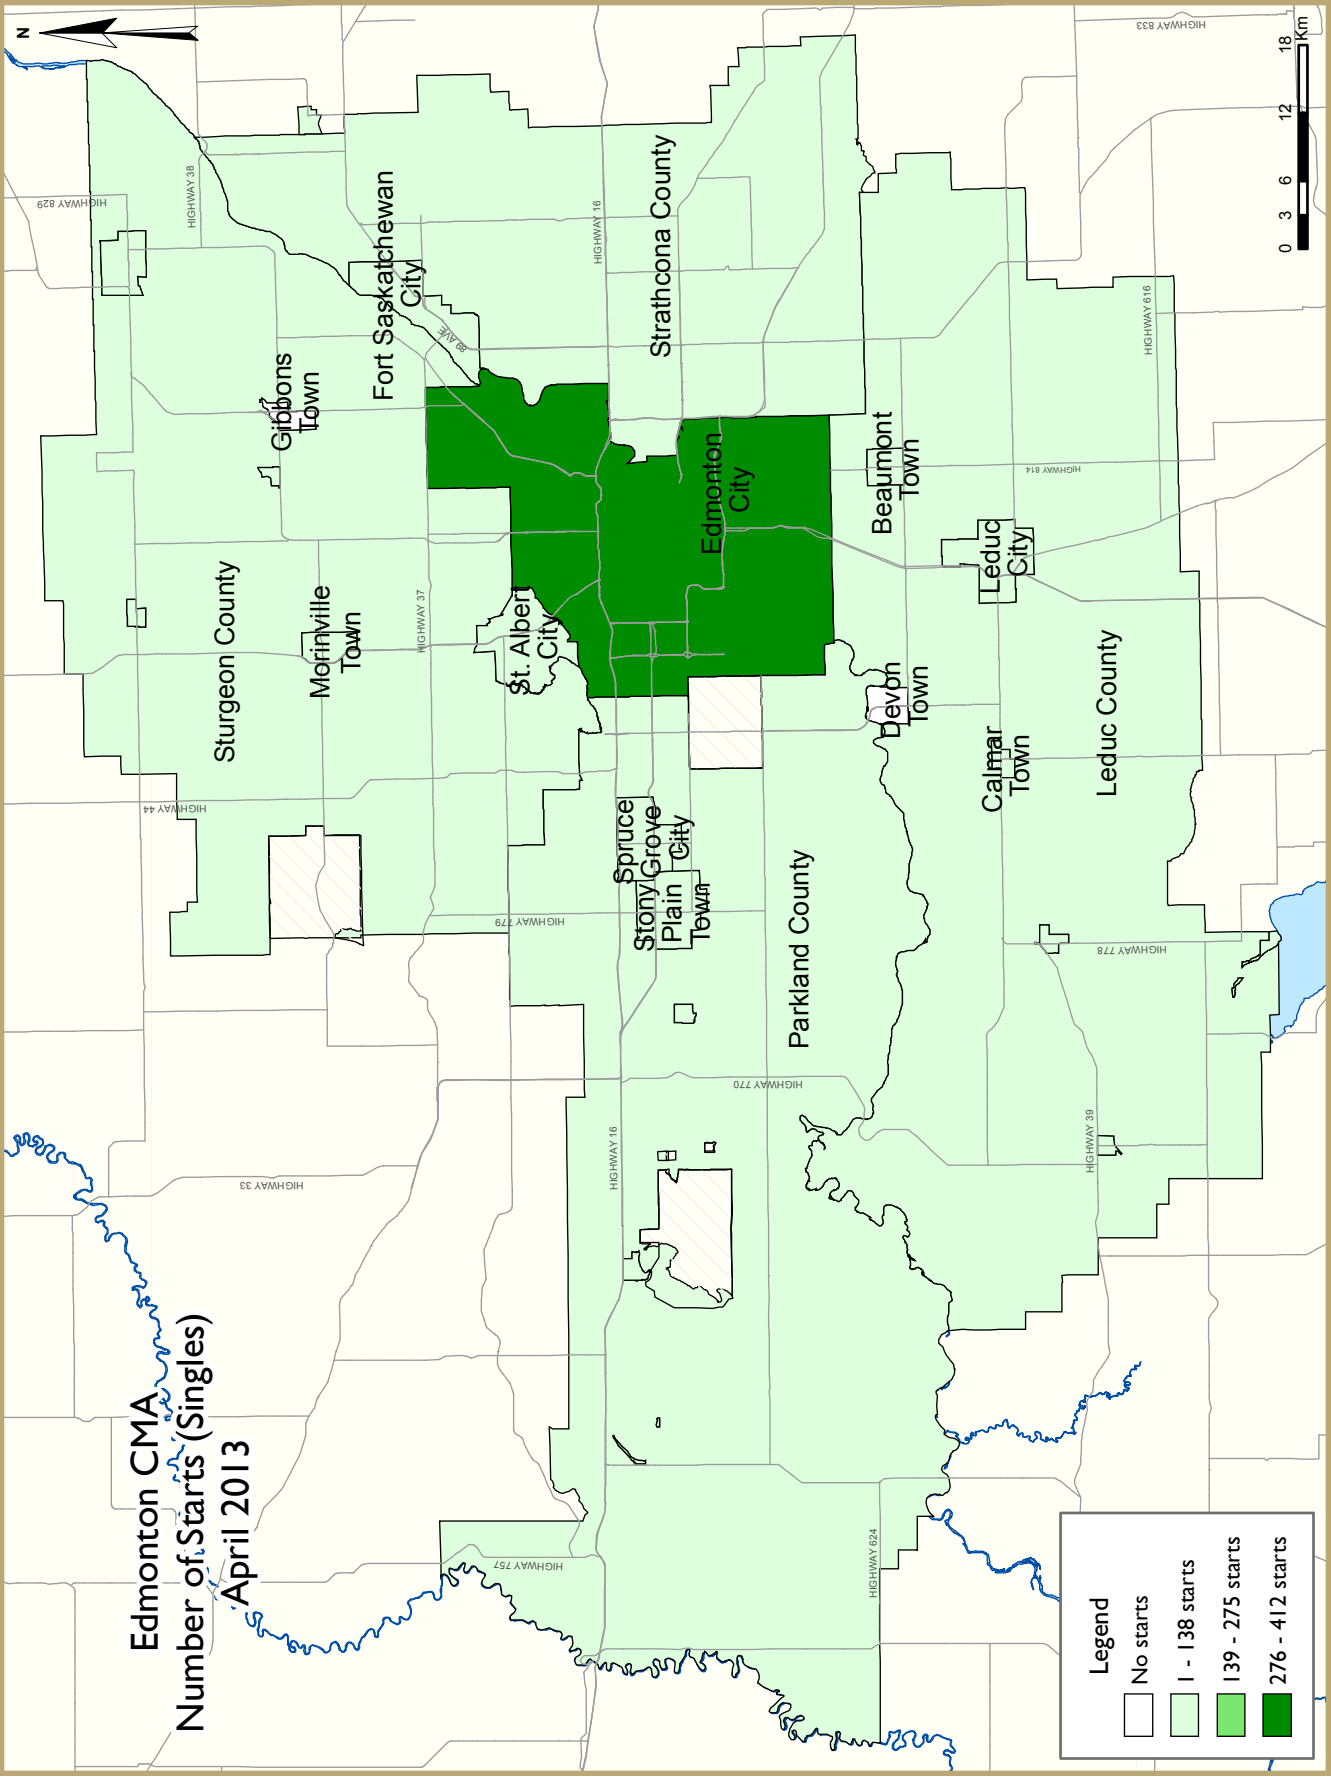 Edmonton CMA
Number of Starts (Singles)
April 2013
N
HIGHWAY 829
HIGHWAY 38
HIGHWAY 833
Fort Saskatchewan
City
89 AVE
HIGHWAY 16
Strathcona County
Gibbons
Town
Sturgeon County
Morinville
Town
HIGHWAY 37
St. Albert
City
Edmonton
City
Beaumont
Town
HIGHWAY 814
HIGHWAY 616
Leduc
City
Devon
Town
Calmar
Town
Leduc County
HIGHWAY 44
Spruce
Grove
City
Stony
Plain
Town
HIGHWAY 779
Parkland County
HIGHWAY 778
HIGHWAY 770
HIGHWAY 16
HIGHWAY 39
HIGHWAY 33
HIGHWAY 757
HIGHWAY 624
Legend
No starts
1 - 138 starts
139 - 275 starts
276 - 412 starts
0 3 6 12 18
Km